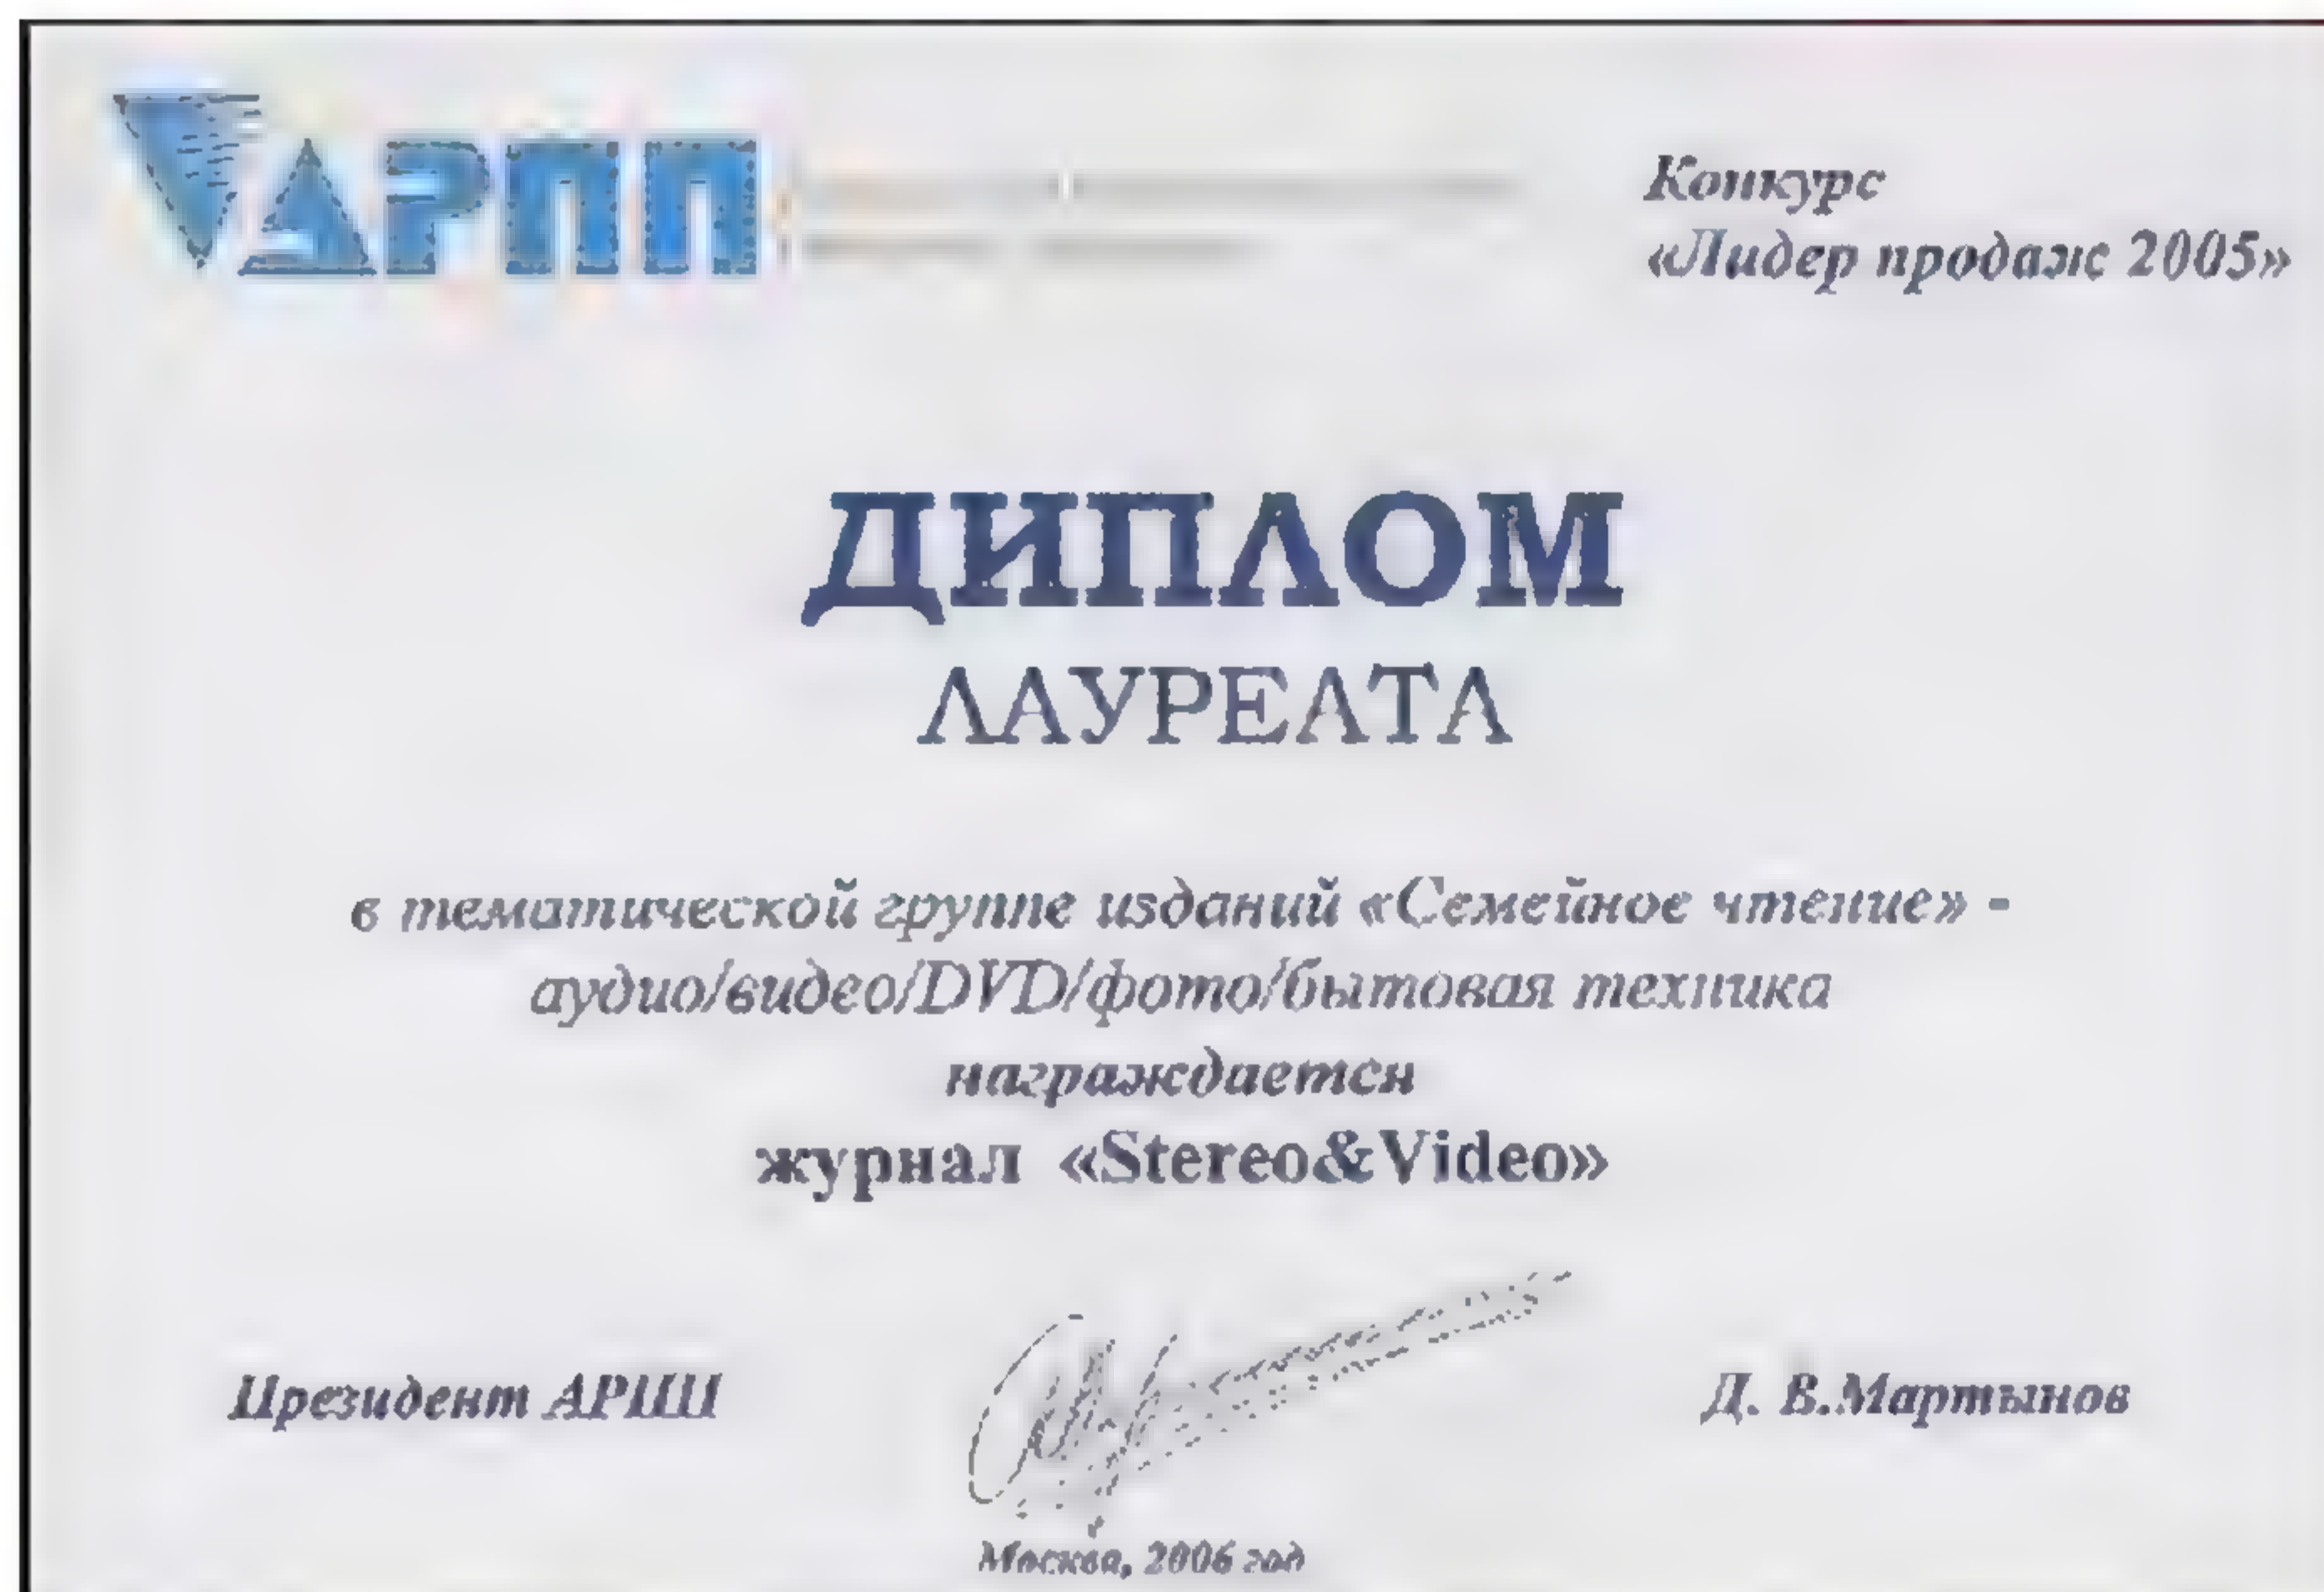 АРПП
Конкурс
«Лидер продаж 2005»
ДИПЛОМ
ЛАУРЕАТА
в тематической группе изданий «Семейное чтение» -
аудио/видео/DVD/фото/бытовая техника
награждается
журнал «Stereo&Video»
Президент АРПП
Д. В.Мартынов
Москва, 2006 год